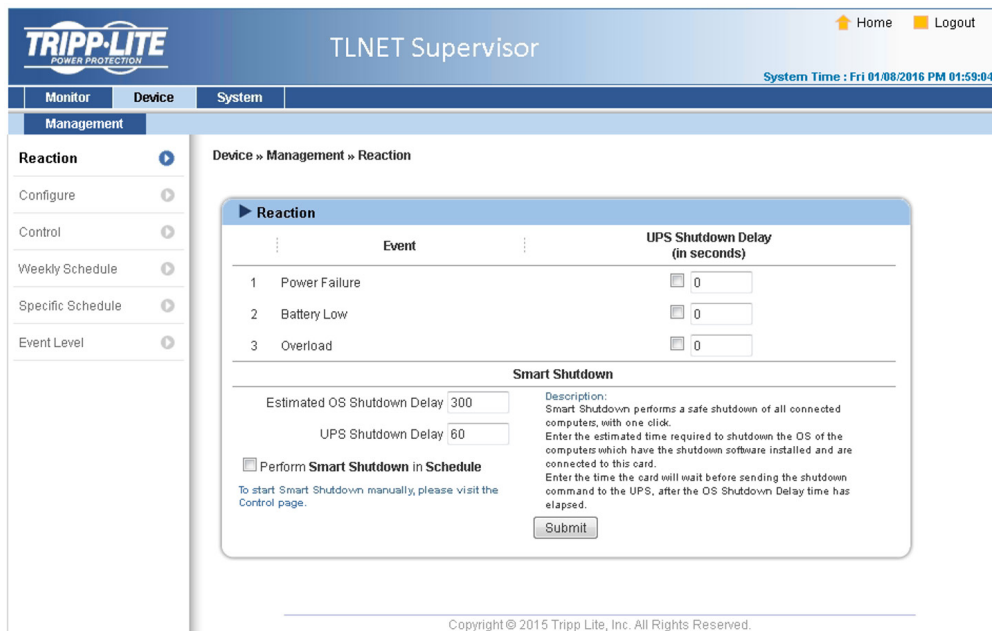 TRIPP·LITE
POWER PROTECTION
TLNET Supervisor
Home
Logout
System Time : Fri 01/08/2016 PM 01:59:04
Monitor
Device
System
Management
Reaction
Configure
Control
Weekly Schedule
Specific Schedule
Event Level
Device » Management » Reaction
Reaction
Event
UPS Shutdown Delay
(in seconds)
1 Power Failure 0
2 Battery Low 0
3 Overload 0
Smart Shutdown
Estimated OS Shutdown Delay 300
UPS Shutdown Delay 60
Perform Smart Shutdown in Schedule
To start Smart Shutdown manually, please visit the
Control page.
Description:
Smart Shutdown performs a safe shutdown of all connected
computers, with one click.
Enter the estimated time required to shutdown the OS of the
computers which have the shutdown software installed and are
connected to this card.
Enter the time the card will wait before sending the shutdown
command to the UPS, after the OS Shutdown Delay time has
elapsed.
Submit
Copyright © 2015 Tripp Lite, Inc. All Rights Reserved.